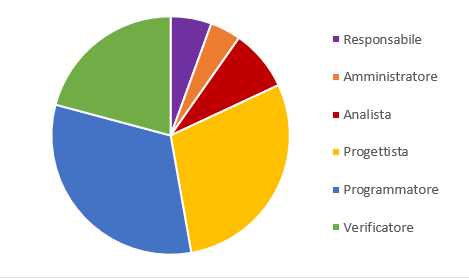 Responsabile
Amministratore
Analista
Progettista
Programmatore
Verificatore